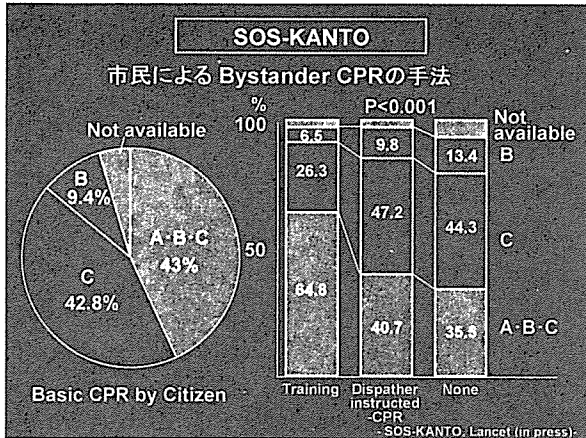 SOS-KANTO
市民による Bystander CPRの手法
Not available
B
9.4%
A·B·C
43%
C
42.8%
Basic CPR by Citizen
%
P<0.001
100
50
6.5
26.3
64.8
9.8
47.2
40.7
13.4
44.3
Not
available
B
C
A·B·C
Training
Dispather
instructed
-CPR
None
- SOS-KANTO, Lancet (in press)-